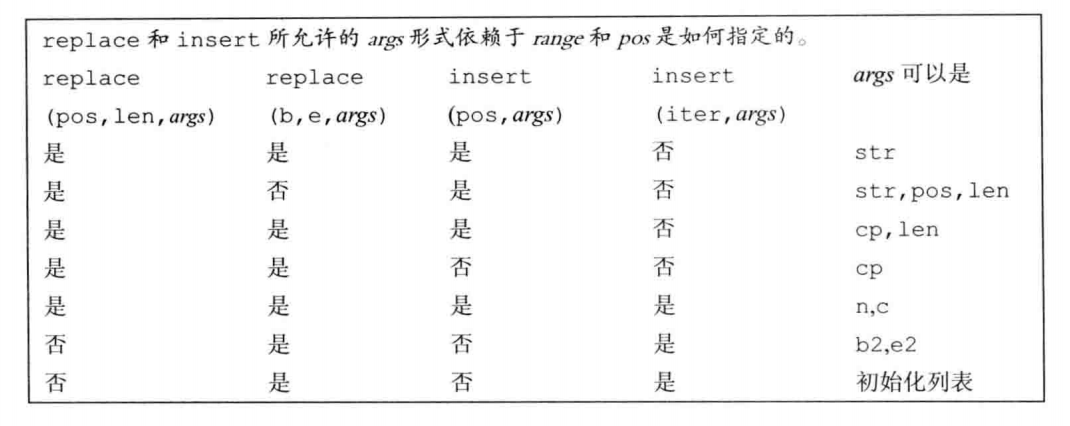 replace 和 insert 所允许的 args 形式依赖于 range 和 pos 是如何指定的。
replace replace insert insert args 可以是
(pos,len,args) (b,e,args) (pos,args) (iter,args)
是 是 是 否 str
是 否 是 否 str,pos,len
是 是 是 否 cp,len
是 是 否 否 cp
是 是 是 是 n,c
否 是 否 是 b2,e2
否 是 否 是 初始化列表